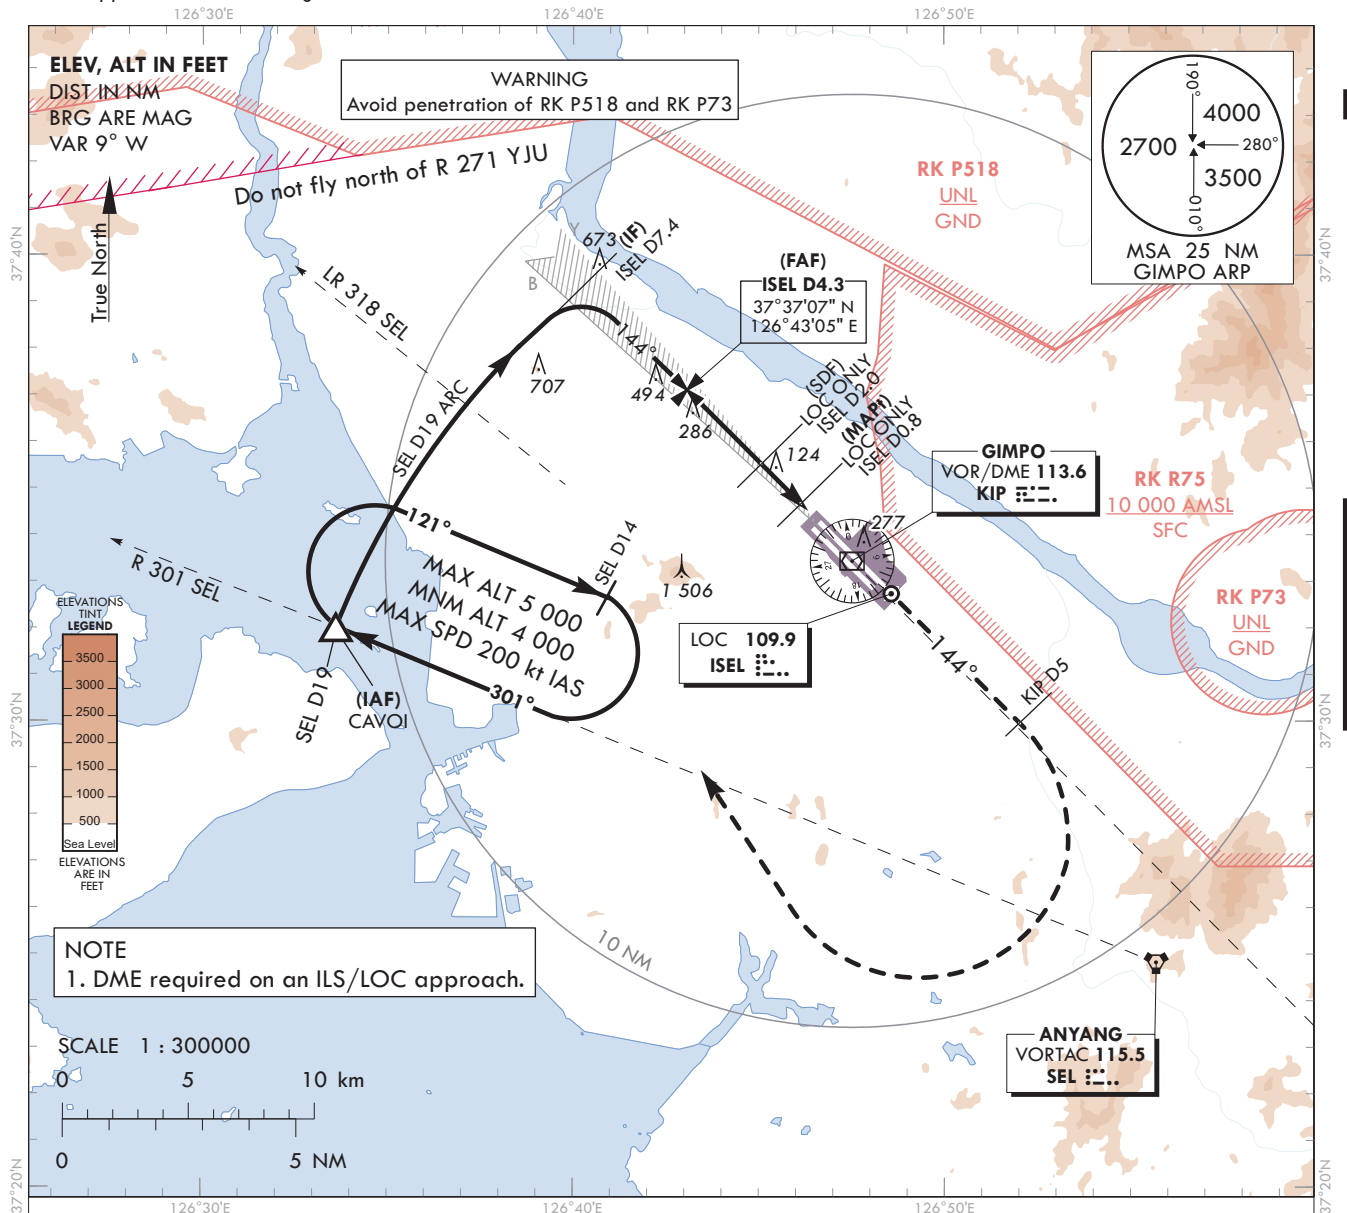 126°30'E
126°40'E
126°50'E
ELEV, ALT IN FEET
DIST IN NM
BRG ARE MAG
VAR 9° W
WARNING
Avoid penetration of RK P518 and RK P73
Do not fly north of R 271 YJU
True North
190°
4000
2700
280°
3500
010°
MSA 25 NM
GIMPO ARP
RK P518
UNL
GND
37°40'N
37°40'N
Y
B
673
(IF)
ISEL D7.4
(FAF)
ISEL D4.3
37°37'07" N
126°43'05" E
LR 318 SEL
144°
707
494
286
(SDF)
LOC ONLY
ISEL D2.0
(MAPt)
LOC ONLY
ISEL D0.8
124
SEL D19 ARC
GIMPO
VOR/DME 113.6
KIP
RK R75
10 000 AMSL
SFC
277
0
9
18
27
121°
SEL D14
R 301 SEL
MAX ALT 5 000
MNM ALT 4 000
MAX SPD 200 kt IAS
1 506
RK P73
UNL
GND
LOC 109.9
ISEL
144°
KIP D5
301°
SEL D19
(IAF)
CAVOI
ELEVATIONS
TINT
LEGEND
3500
3000
2500
2000
1500
1000
500
Sea Level
ELEVATIONS
ARE IN
FEET
37°30'N
37°30'N
10 NM
NOTE
1. DME required on an ILS/LOC approach.
SCALE 1 : 300000
0 5 10 km
0 5 NM
ANYANG
VORTAC 115.5
SEL
37°20'N
37°20'N
126°30'E
126°40'E
126°50'E